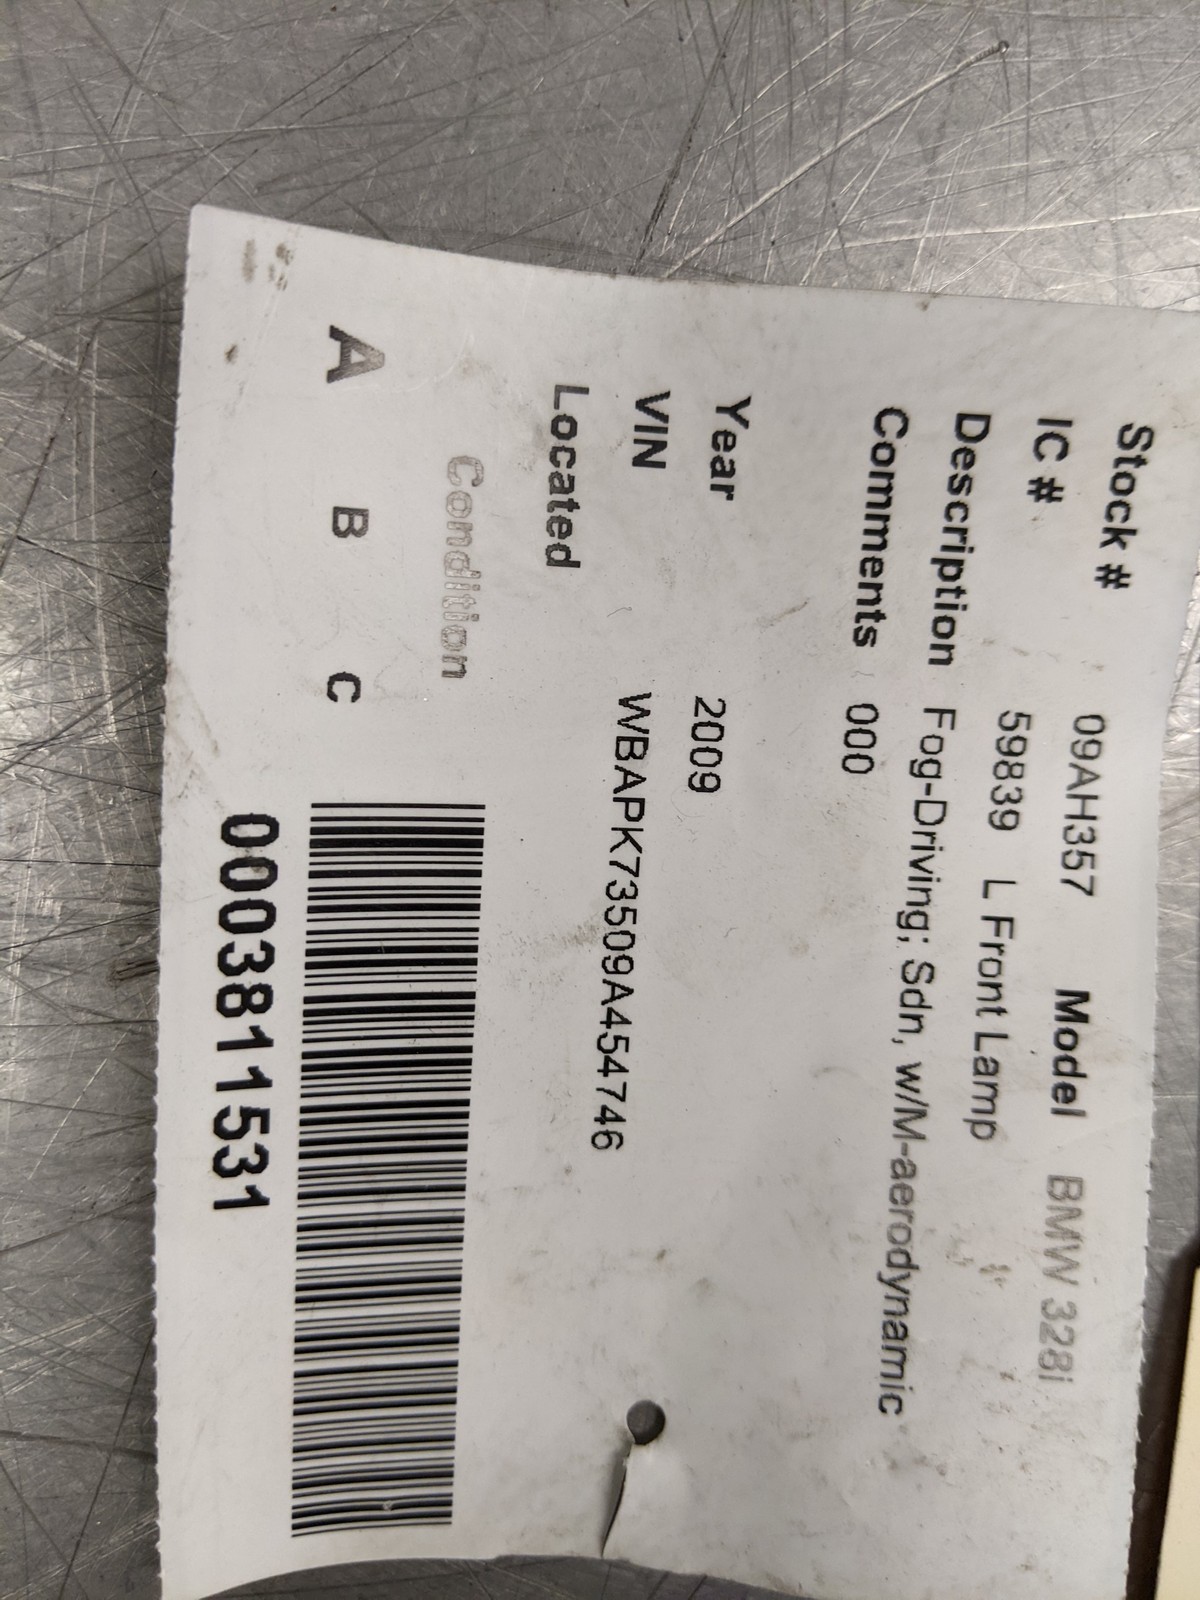 Stock # 09AH357 Model BMW 328i
IC # 59839 L Front Lamp
Description Fog-Driving; Sdn, w/M-aerodynamic
Comments 000
Year 2009
VIN WBAPK73509A454746
Located
Condition
A B C
0003811531